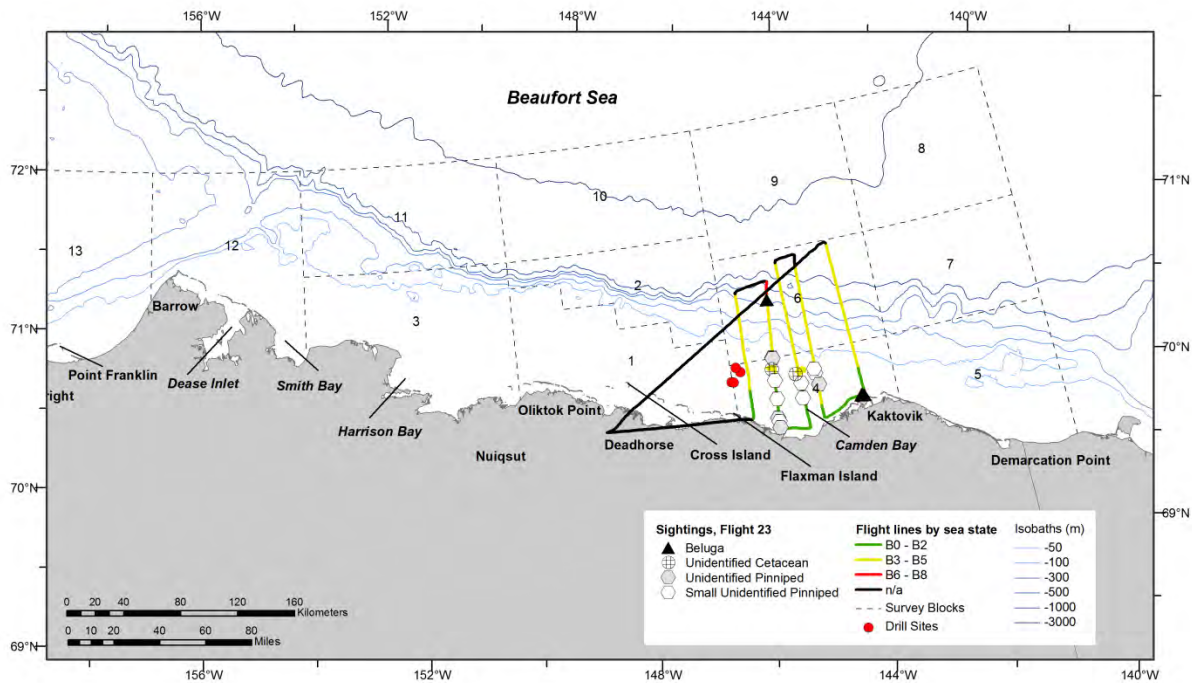 156°W 152°W 148°W 144°W 140°W
Beaufort Sea
8
72°N
9
71°N
10
11
13
12
7
2
6
Barrow
3
71°N
1
Point Franklin
right
Dease Inlet
Smith Bay
5
4
Oliktok Point
Kaktovik
Harrison Bay
Deadhorse
Camden Bay
Cross Island
Nuiqsut
Demarcation Point
Flaxman Island
70°N
70°N
Sightings, Flight 23
Beluga
Unidentified Cetacean
Unidentified Pinniped
Small Unidentified Pinniped
Flight lines by sea state
B0 - B2
B3 - B5
B6 - B8
n/a
Survey Blocks
Drill Sites
Isobaths (m)
-50
-100
-300
-500
-1000
-3000
0 20 40 80 120 160
Kilometers
0 10 20 40 60 80
Miles
69°N
69°N
156°W 152°W 148°W 144°W 140°W